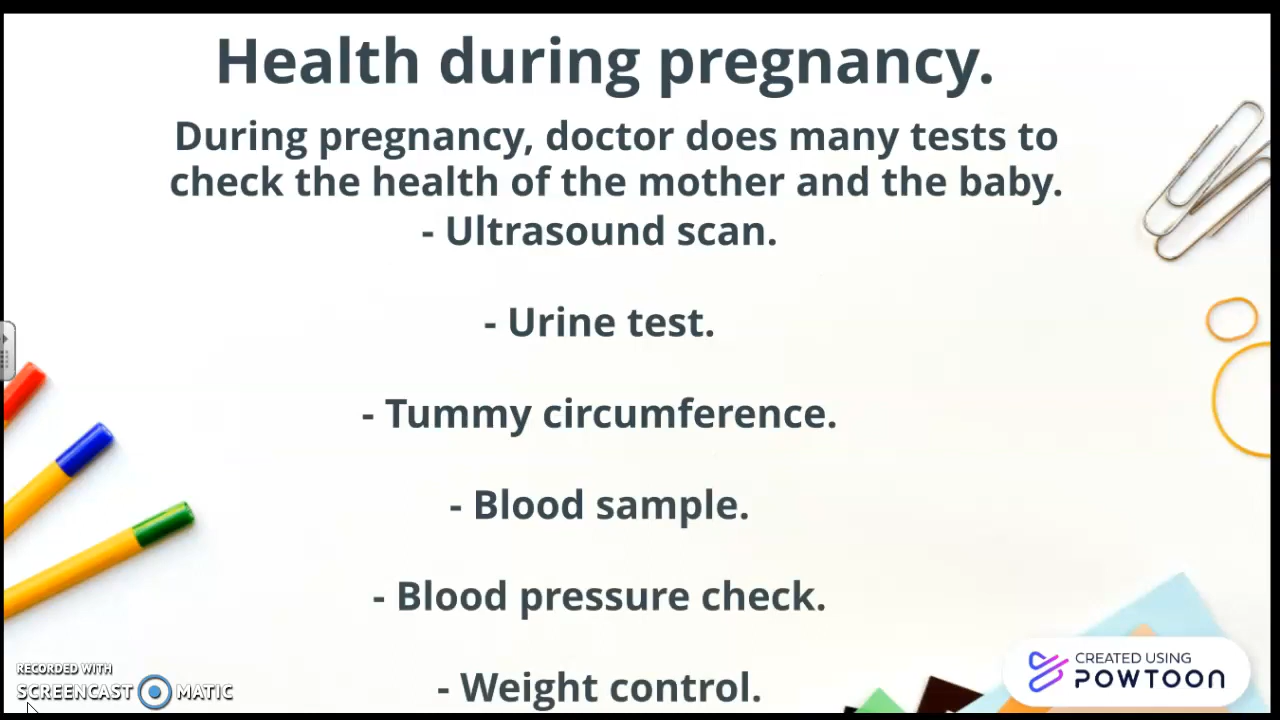 Health during pregnancy.
During pregnancy, doctor does many tests to
check the health of the mother and the baby.
- Ultrasound scan.
- Urine test.
- Tummy circumference.
- Blood sample.
- Blood pressure check.
- Weight control.
RECORDED WITH
SCREENCAST MATIC
CREATED USING
POWTOON